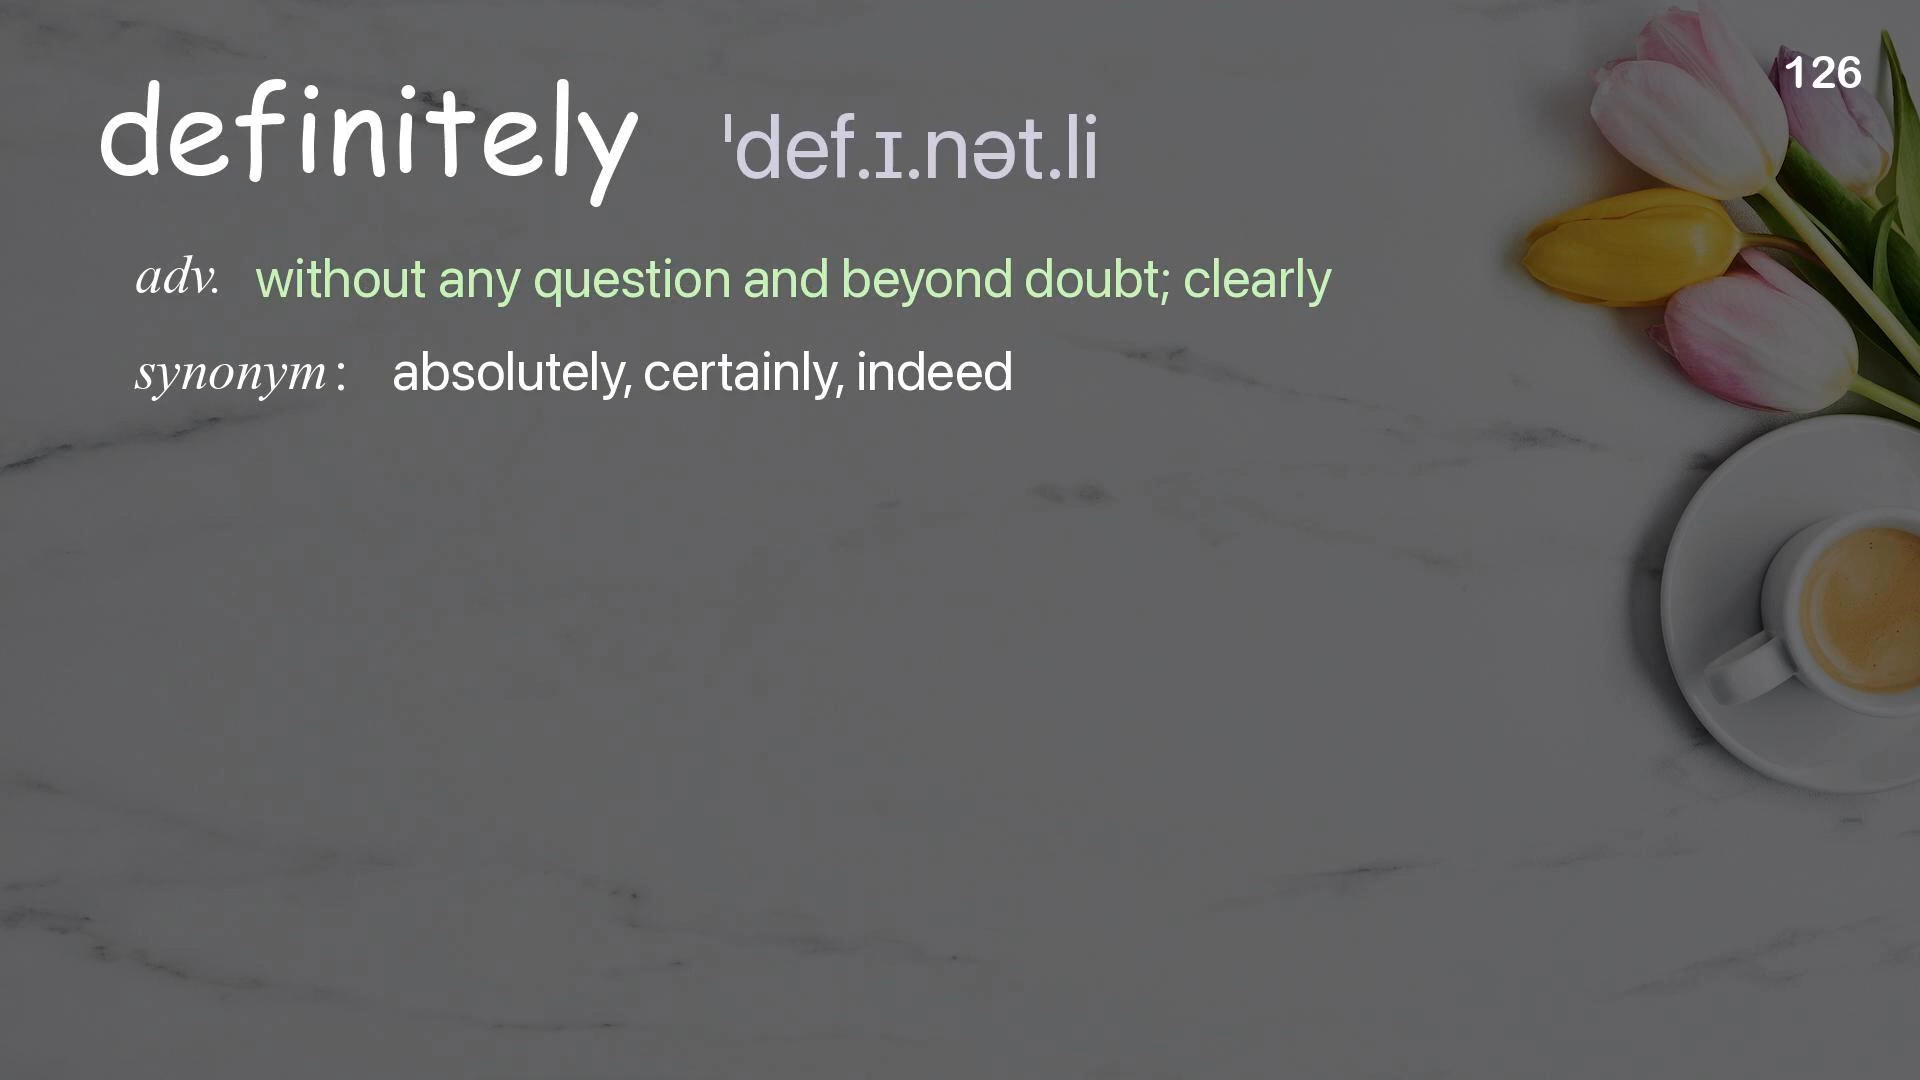 126
definitely ˈdef.ɪ.nət.li
adv. without any question and beyond doubt; clearly
synonym : absolutely, certainly, indeed